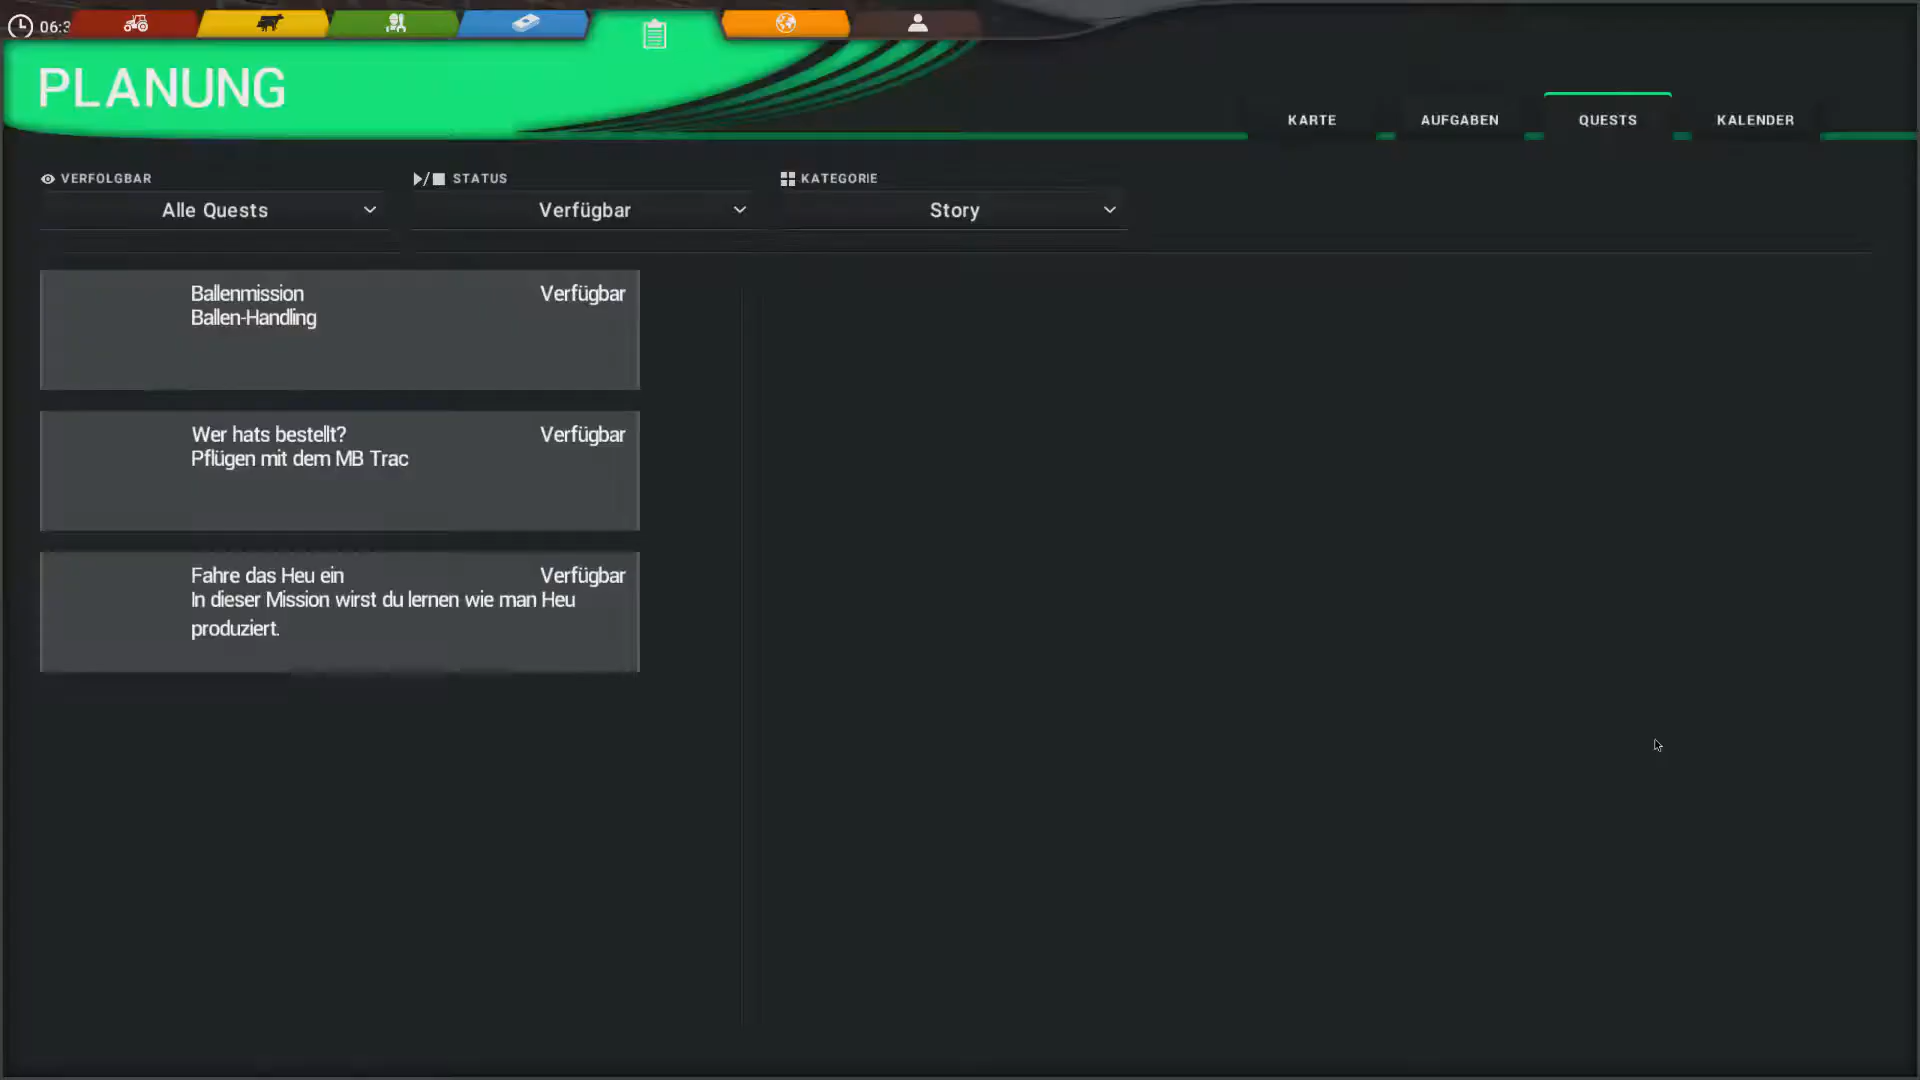 06:3
PLANUNG
KARTE
AUFGABEN
QUESTS
KALENDER
VERFOLGBAR
STATUS
KATEGORIE
Alle Quests
Verfügbar
Story
Ballenmission
Verfügbar
Ballen-Handling
Wer hats bestellt?
Verfügbar
Pflügen mit dem MB Trac
Fahre das Heu ein
Verfügbar
In dieser Mission wirst du lernen wie man Heu
produziert.